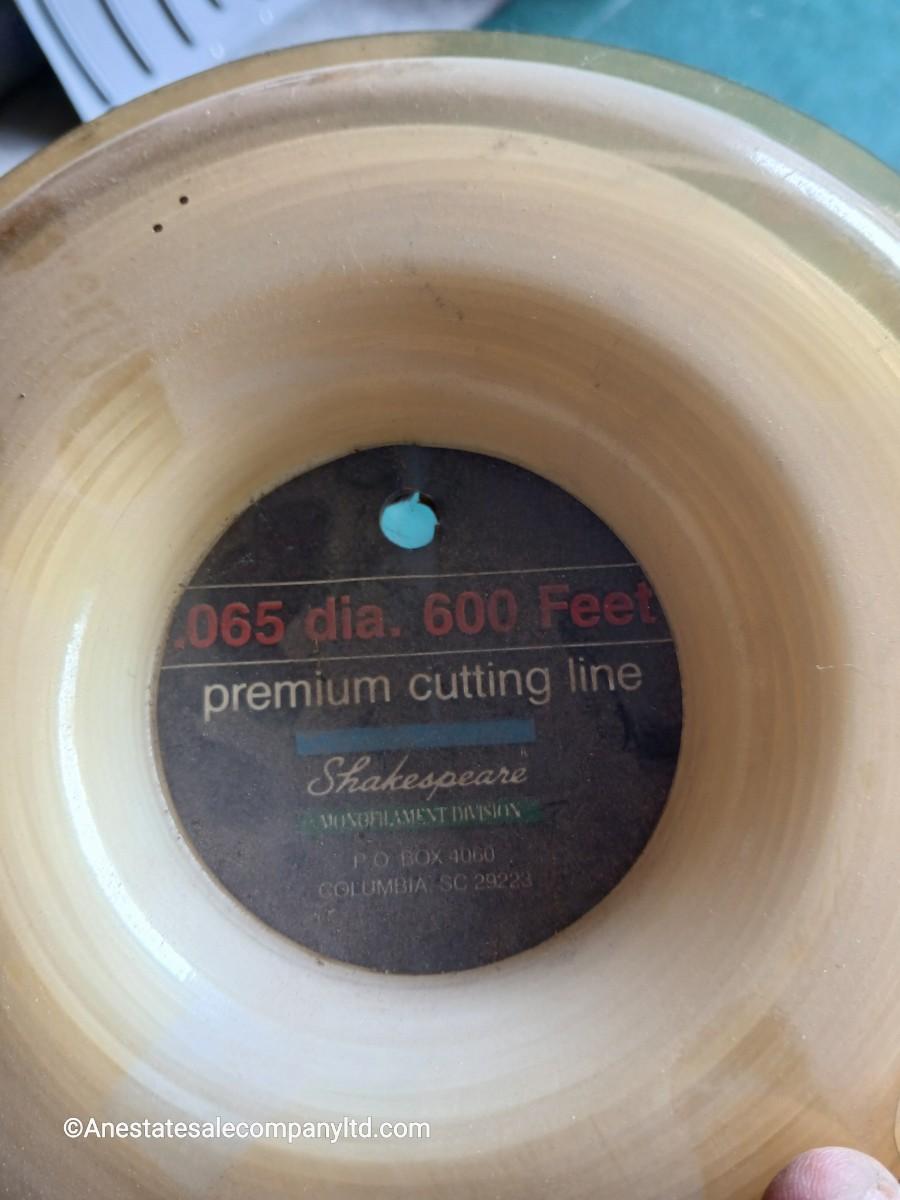 .065 dia. 600 Feet
premium cutting line
Shakespeare
MONOFILAMENT DIVISION
P.O. BOX 4060
COLUMBIA, SC 29223
©Anestatesalecompanyltd.com